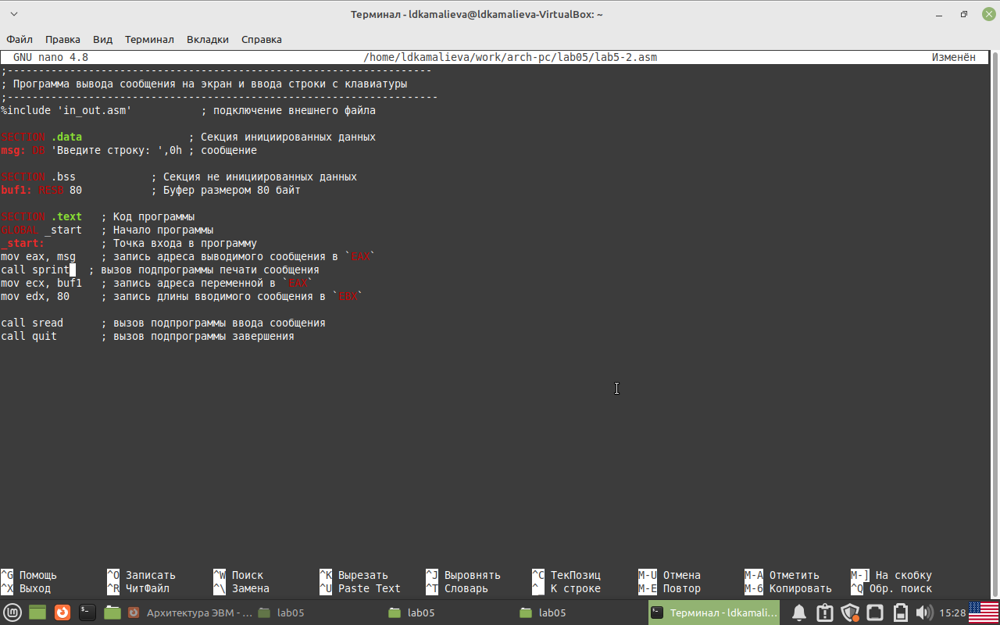 Терминал - ldkamalieva@ldkamalieva-VirtualBox: ~
Файл Правка Вид Терминал Вкладки Справка
GNU nano 4.8 /home/ldkamalieva/work/arch-pc/lab05/lab5-2.asm Изменён
;--------------------------------------------------------------------
; Программа вывода сообщения на экран и ввода строки с клавиатуры
;---------------------------------------------------------------------
%include 'in_out.asm' ; подключение внешнего файла
SECTION .data ; Секция инициированных данных
msg: DB 'Введите строку: ',0h ; сообщение
SECTION .bss ; Секция не инициированных данных
buf1: RESB 80 ; Буфер размером 80 байт
SECTION .text ; Код программы
GLOBAL _start ; Начало программы
_start: ; Точка входа в программу
mov eax, msg ; запись адреса выводимого сообщения в `EAX`
call sprint ; вызов подпрограммы печати сообщения
mov ecx, buf1 ; запись адреса переменной в `EAX`
mov edx, 80 ; запись длины вводимого сообщения в `EBX`
call sread ; вызов подпрограммы ввода сообщения
call quit ; вызов подпрограммы завершения
^G Помощь ^O Записать ^W Поиск ^K Вырезать ^J Выровнять ^C ТекПозиц M-U Отмена M-A Отметить M-] На скобку
^X Выход ^R ЧитФайл ^\ Замена ^U Paste Text ^T Словарь ^_ К строке M-E Повтор M-6 Копировать ^Q Обр. поиск
Архитектура ЭВМ - ... lab05 lab05 lab05 Терминал - ldkamali... 15:28